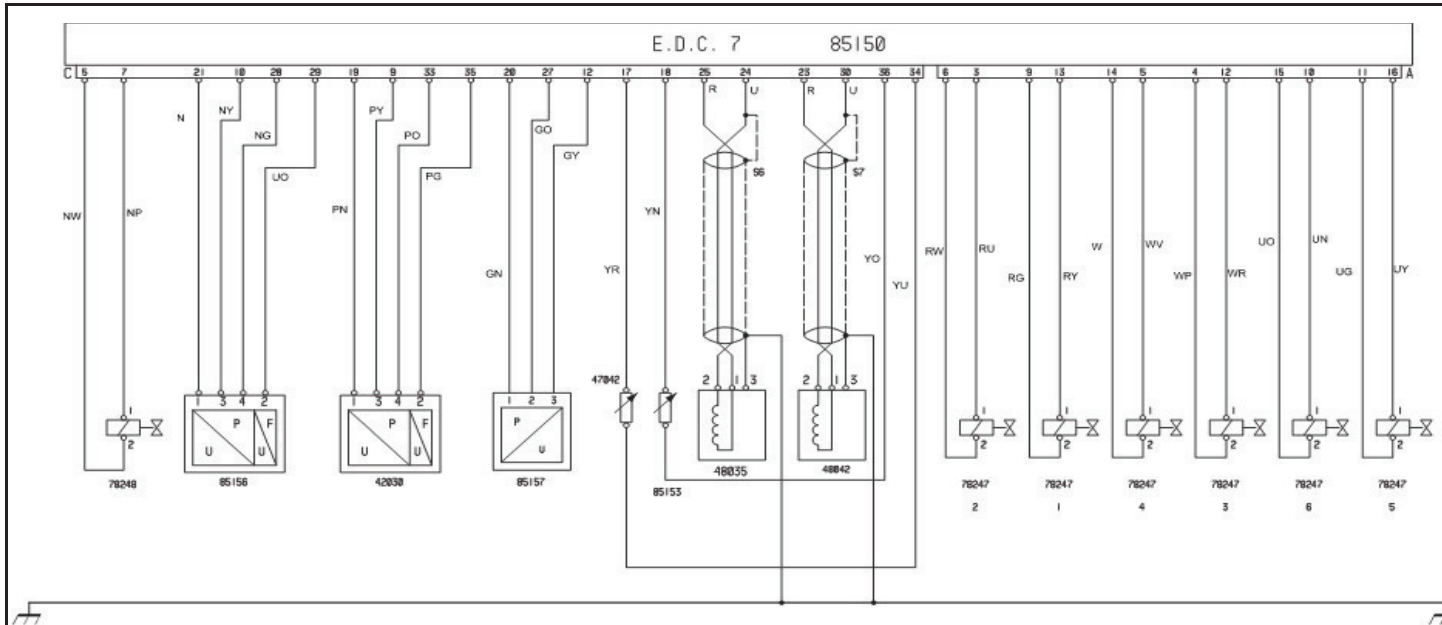 E.D.C. 7 85150
C 5 7 21 10 28 29 19 9 33 35 20 27 12 17 18 25 24 23 30 36 34 6 3 9 13 14 5 4 12 15 10 11 16 A
R U R U
N NY PY GO
NG PO GY
UO PG S6 S7
NW NP PN YN RU W WV UO UN
RW
GN YR YO RG RY WP WR UG UY
YU
47042
2 1 3 2 1 3
1 3 4 2 1 3 4 2 1 2 3
1 1 1 1 1 1 1
P F P F P
U U U U U
2 2 2 2 2 2 2
78248 85156 42030 85157 48035 48042
85153 78247 78247 78247 78247 78247 78247
2 1 4 3 6 5